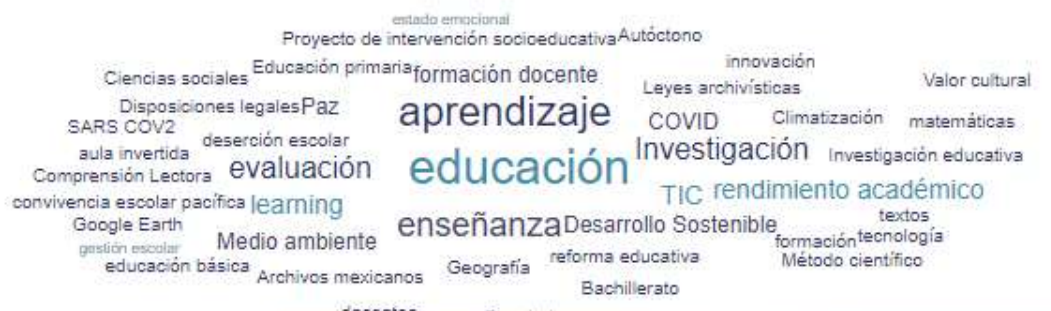 estado emocional
Proyecto de intervención socioeducativa Autóctono
innovación
Ciencias sociales Educación primaria formación docente
Leyes archivísticas Valor cultural
Disposiciones legales Paz aprendizaje COVID Climatización matemáticas
SARS COV2 deserción escolar
aula invertida evaluación educación Investigación Investigación educativa
Comprensión Lectora
TIC rendimiento académico
convivencia escolar pacífica learning
Google Earth enseñanza Desarrollo Sostenible textos
gestión escolar Medio ambiente formación tecnología
educación básica Archivos mexicanos Geografía reforma educativa Método científico
Bachillerato